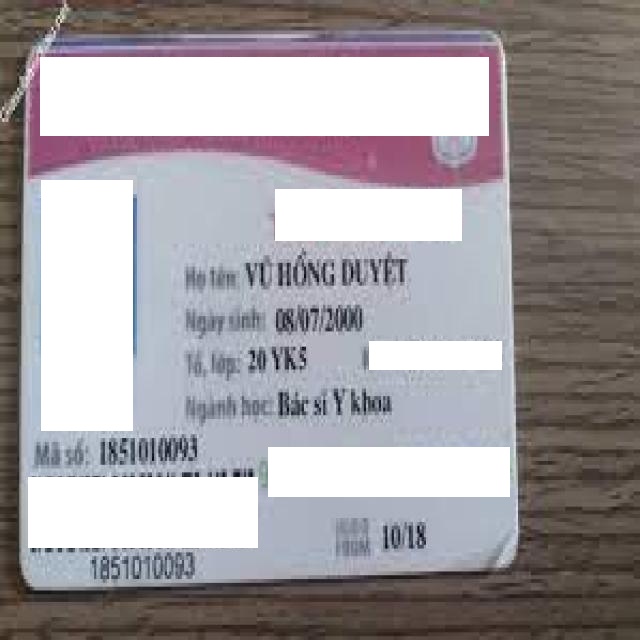 Họ tên: VŨ HỒNG DUYỆT
Ngày sinh: 08/07/2000
Tổ, lớp: 20 YK5
Ngành học: Bác sĩ Y khoa
Mã số: 1851010093
10/18
1851010093